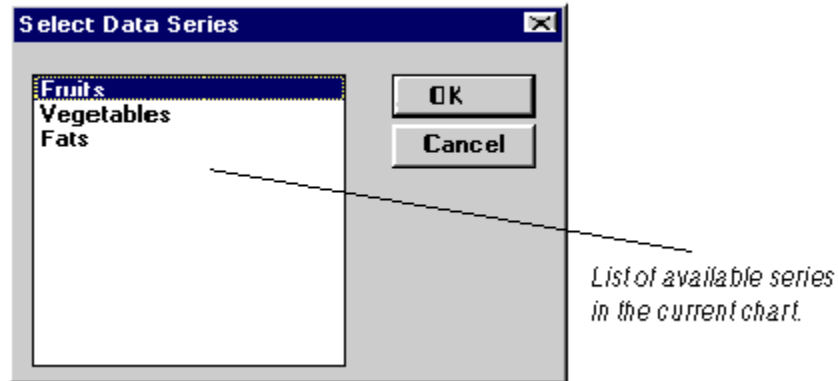 Select Data Series
Fruits
Vegetables
Fats
OK
Cancel
List of available series
in the current chart.